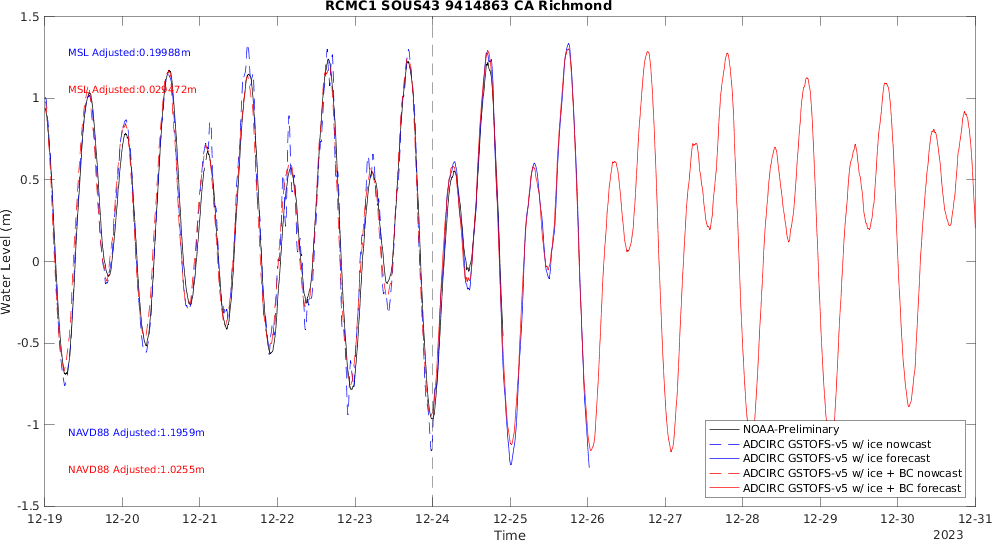 RCMC1 SOUS43 9414863 CA Richmond
1.5
MSL Adjusted:0.19988m
MSL Adjusted:0.029472m
1
0.5
Water Level (m)
0
-0.5
-1
NAVD88 Adjusted:1.1959m
NAVD88 Adjusted:1.0255m
-1.5
NOAA-Preliminary
ADCIRC GSTOFS-v5 w/ ice nowcast
ADCIRC GSTOFS-v5 w/ ice forecast
ADCIRC GSTOFS-v5 w/ ice + BC nowcast
ADCIRC GSTOFS-v5 w/ ice + BC forecast
12-19 12-20 12-21 12-22 12-23 12-24 12-25 12-26 12-27 12-28 12-29 12-30 12-31
Time
2023